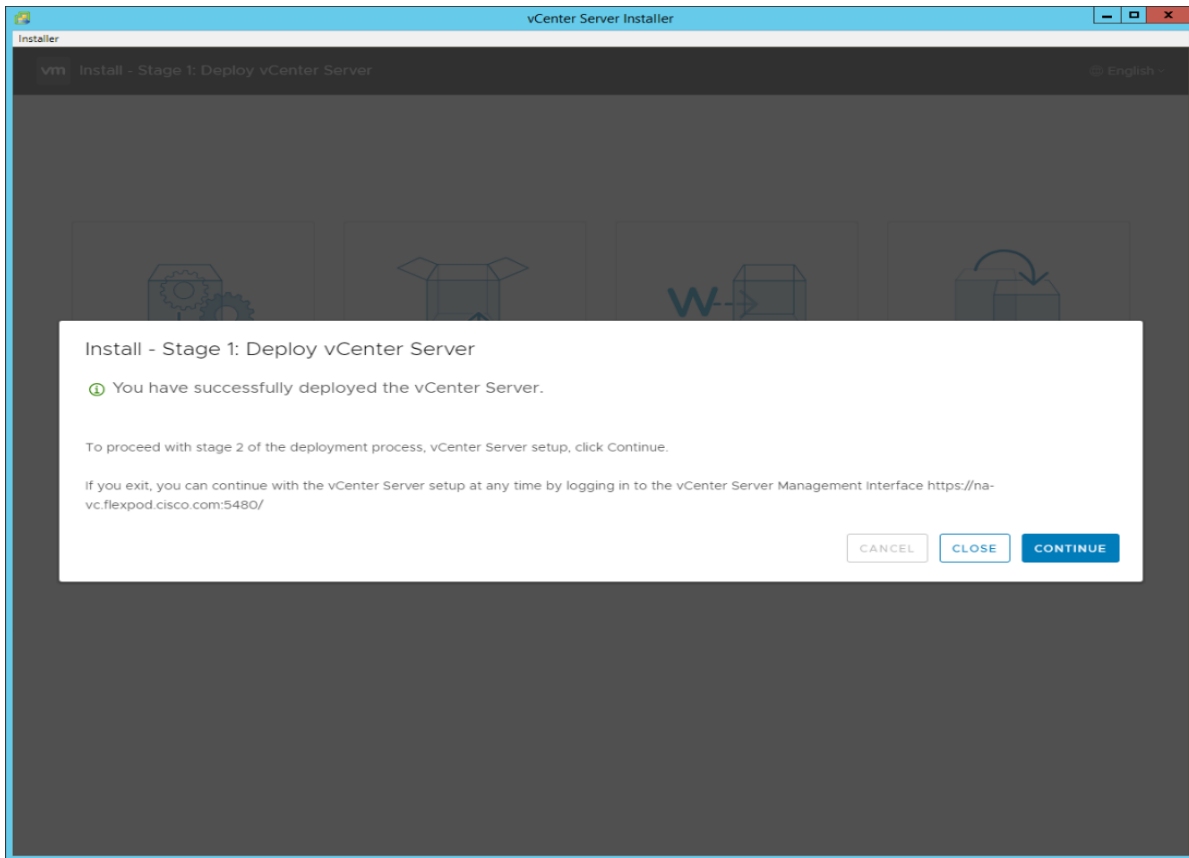 vCenter Server Installer
Installer
vm Install - Stage 1: Deploy vCenter Server
English
W
Install - Stage 1: Deploy vCenter Server
You have successfully deployed the vCenter Server.
To proceed with stage 2 of the deployment process, vCenter Server setup, click Continue.
If you exit, you can continue with the vCenter Server setup at any time by logging in to the vCenter Server Management Interface https://na-
vc.flexpod.cisco.com:5480/
CANCEL CLOSE CONTINUE